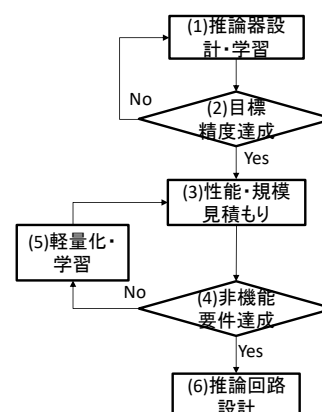 (1)推論器設
計・学習
No
(2)目標
精度達成
Yes
(3)性能・規模
見積もり
(5)軽量化・
学習
No
(4)非機能
要件達成
Yes
(6)推論回路
設計